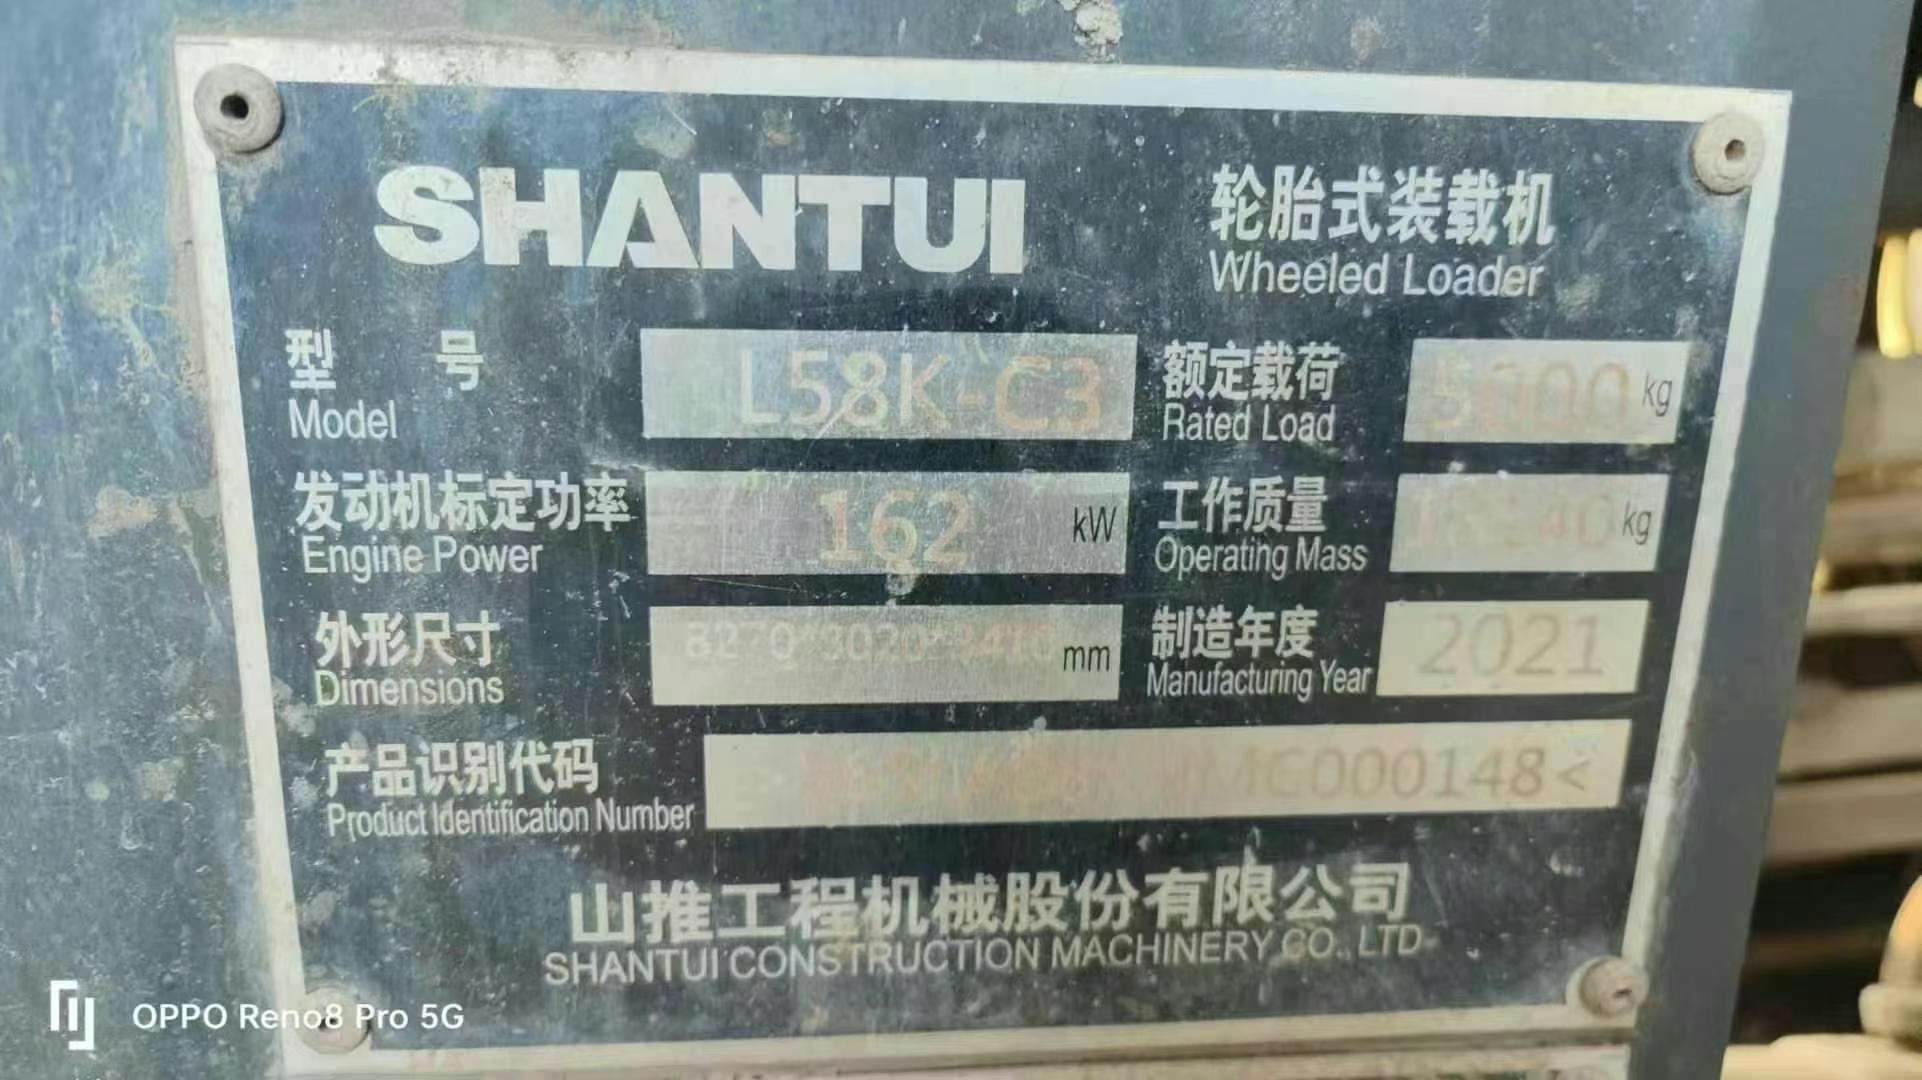 SHANTUI
轮胎式装载机
Wheeled Loader
型 号 L58K-C3 额定载荷 5000 kg
Model Rated Load
发动机标定功率 162 kW 工作质量 kg
Engine Power Operating Mass
外形尺寸 mm 制造年度 2021
Dimensions Manufacturing Year
产品识别代码 MC000148<
Product Identification Number
山推工程机械股份有限公司
SHANTUI CONSTRUCTION MACHINERY CO.,LTD
OPPO Reno8 Pro 5G